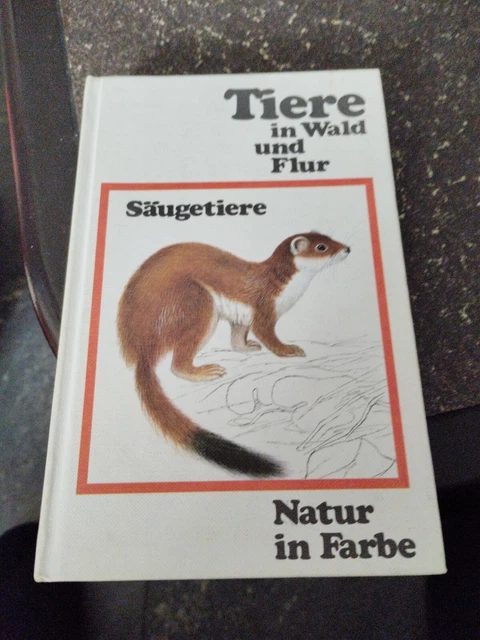 Tiere
in Wald
und
Flur
Säugetiere
Natur
in Farbe